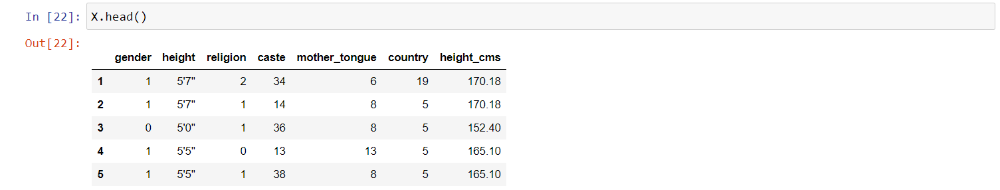 In [22]: X.head()
Out[22]:
gender height religion caste mother_tongue country height_cms
1 1 5'7" 2 34 6 19 170.18
2 1 5'7" 1 14 8 5 170.18
3 0 5'0" 1 36 8 5 152.40
4 1 5'5" 0 13 13 5 165.10
5 1 5'5" 1 38 8 5 165.10